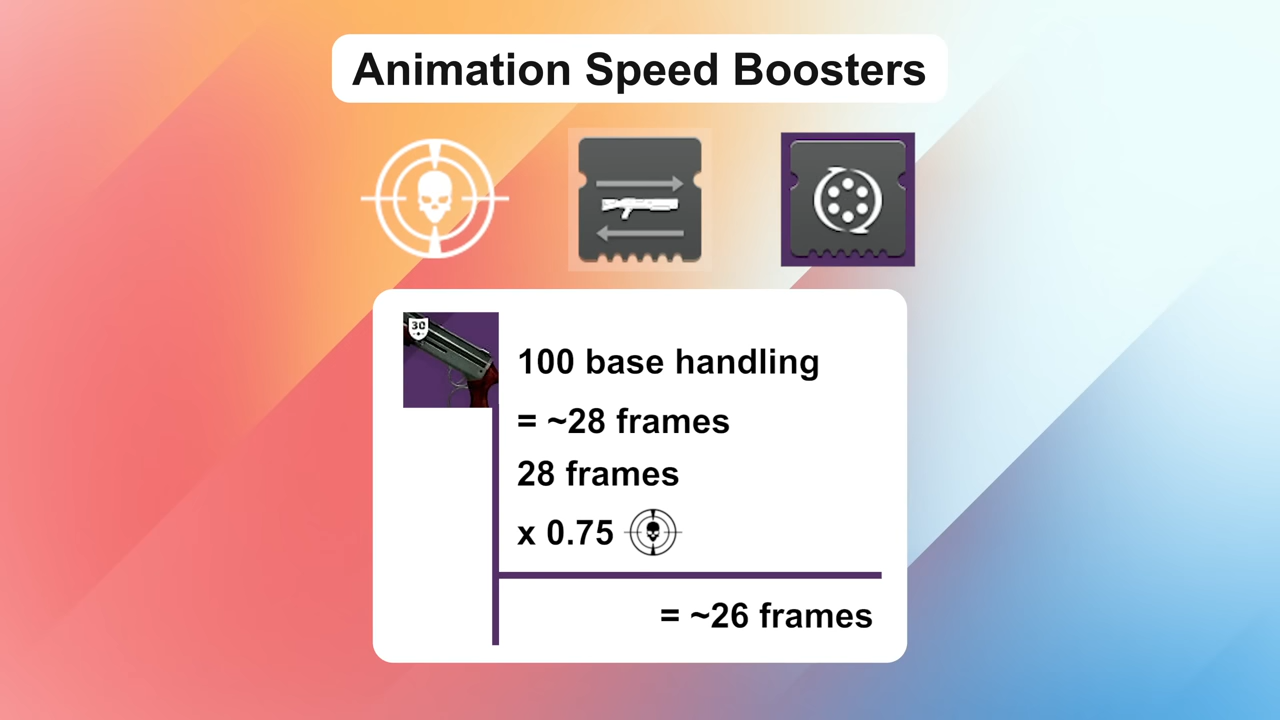 Animation Speed Boosters
30
100 base handling
= ~28 frames
28 frames
x 0.75
= ~26 frames